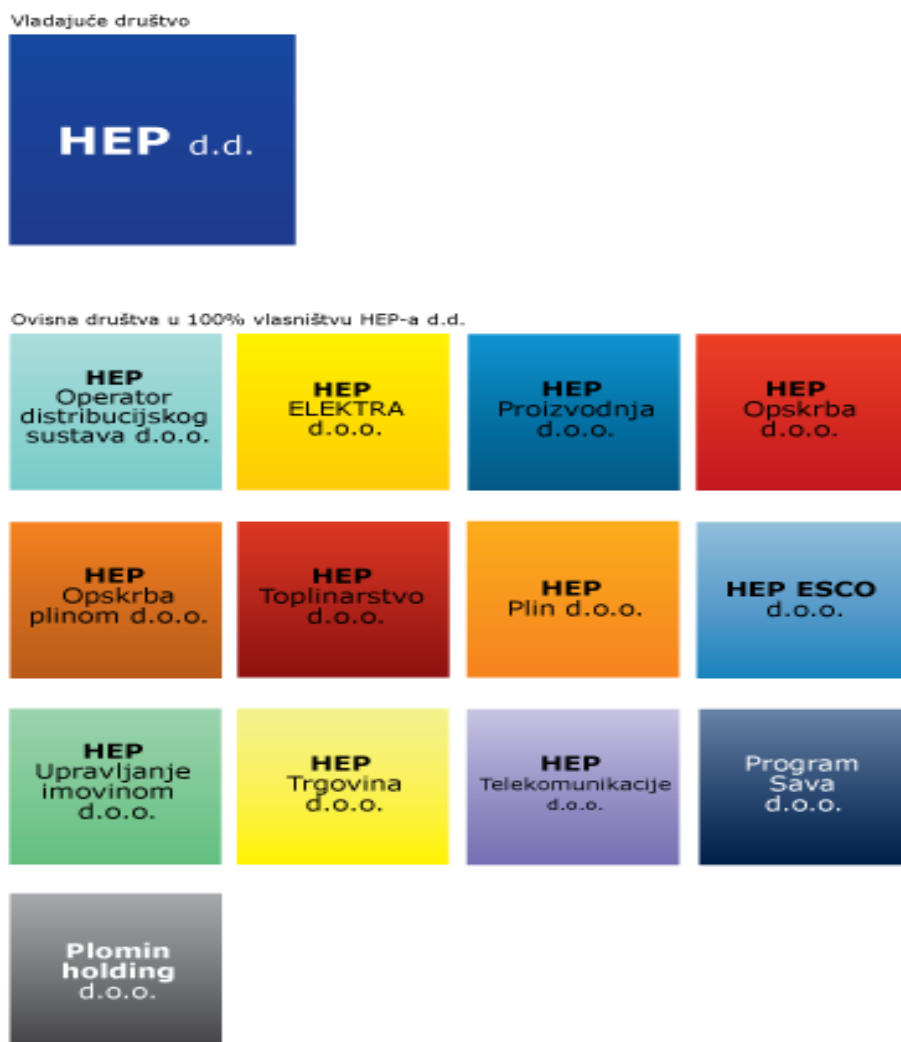 Vladajuće društvo
HEP d.d.
Ovisna društva u 100% vlasništvu HEP-a d.d.
HEP
Operator
distribucijskog
sustava d.o.o.
HEP
ELEKTRA
d.o.o.
HEP
Proizvodnja
d.o.o.
HEP
Opskrba
d.o.o.
HEP
Opskrba
plinom d.o.o.
HEP
Toplinarstvo
d.o.o.
HEP
Plin d.o.o.
HEP ESCO
d.o.o.
HEP
Upravljanje
imovinom
d.o.o.
HEP
Trgovina
d.o.o.
HEP
Telekomunikacije
d.o.o.
Program
Sava
d.o.o.
Plomin
holding
d.o.o.